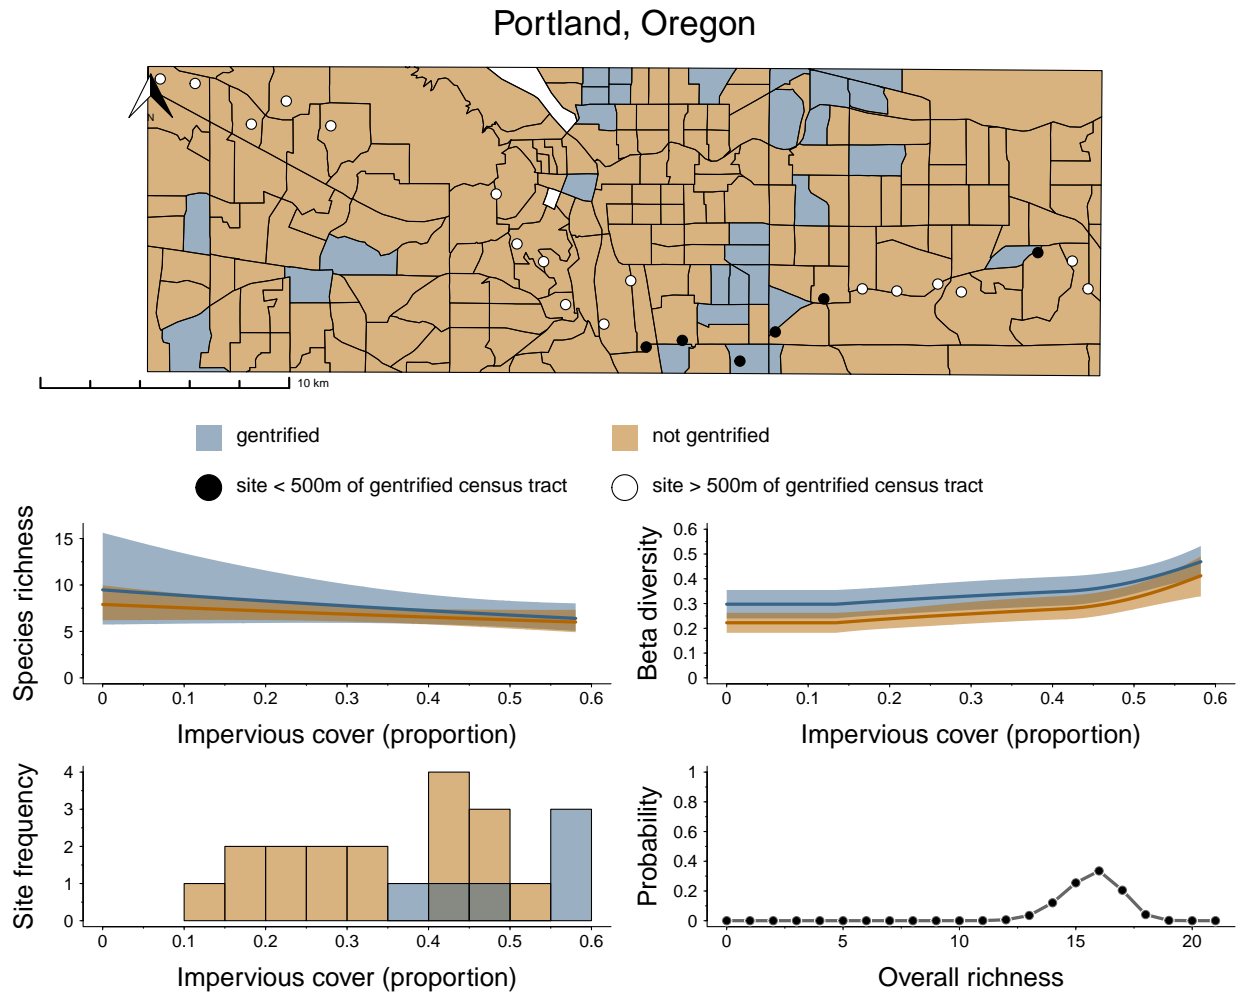 Portland, Oregon
N
10 km
gentrified
not gentrified
site < 500m of gentrified census tract
site > 500m of gentrified census tract
Species richness
15
10
5
0
0 0.1 0.2 0.3 0.4 0.5 0.6
Impervious cover (proportion)
Beta diversity
0.6
0.5
0.4
0.3
0.2
0.1
0
0 0.1 0.2 0.3 0.4 0.5 0.6
Impervious cover (proportion)
Site frequency
4
3
2
1
0
0 0.1 0.2 0.3 0.4 0.5 0.6
Impervious cover (proportion)
Probability
1
0.8
0.6
0.4
0.2
0
0 5 10 15 20
Overall richness